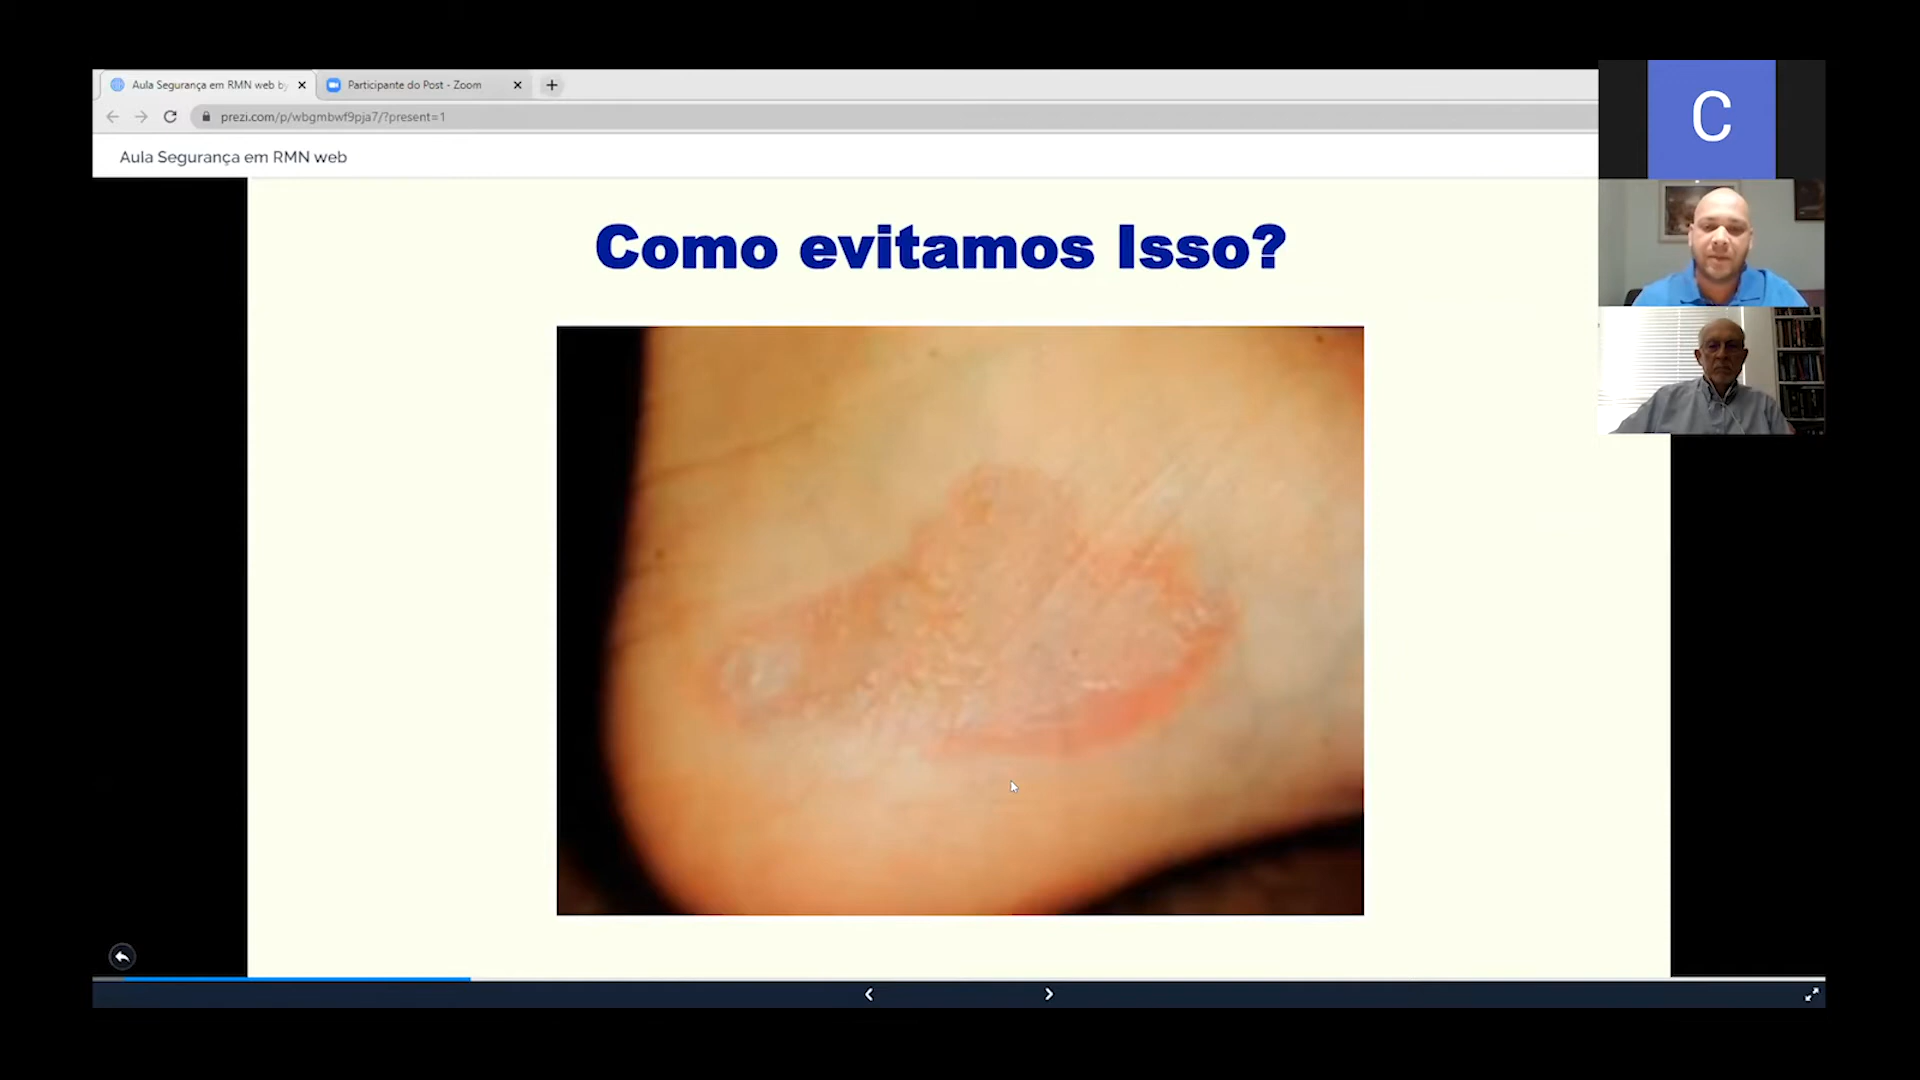 Aula Segurança em RMN web by
Participante do Post - Zoom
prezi.com/p/wbgmbwf9pja7/?present=1
Aula Segurança em RMN web
C
Como evitamos Isso?